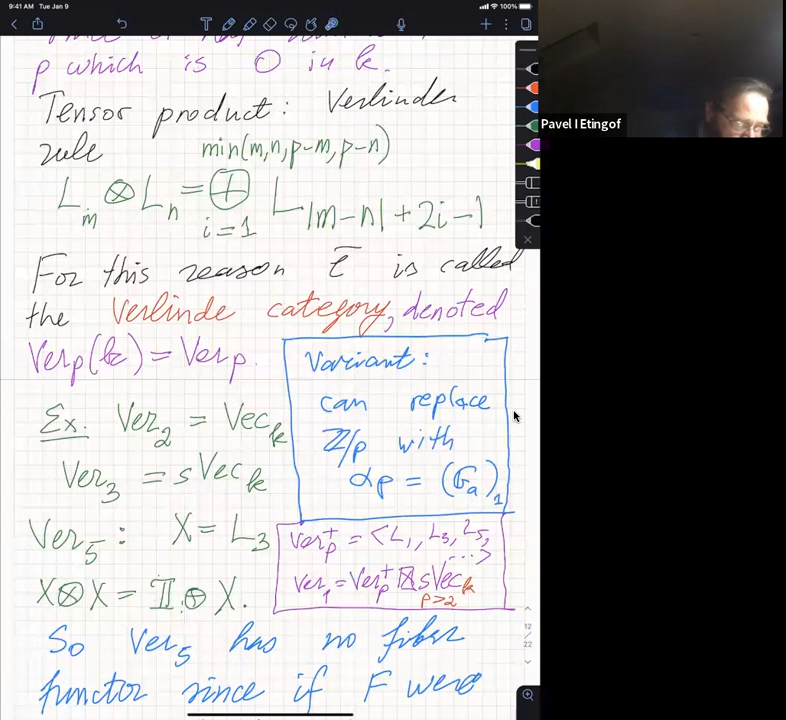 9:41 AM Tue Jan 9
100%
p which is 0 in k.
Tensor product: Verlinde
rule min(m,n,p-m,p-n)
L_m ⊗ L_n = ⊕ L_{|m-n|+2i-1}
i=1
For this reason C̄ is called
the Verlinde category, denoted
Ver_p(k) = Ver_p.
Variant:
can replace
ℤ/p with
α_p = (G_a)_1
Ex. Ver_2 = Vec_k
Ver_3 = sVec_k
Ver_5: X = L_3
X⊗X = 𝟙 ⊕ X.
Ver_p^+ = <L_1, L_3, L_5, ...>
Ver_1 = Ver_p^+ ⊠ sVec_k
p>2
So Ver_5 has no fiber
functor since if F were
Pavel I Etingof
12
22